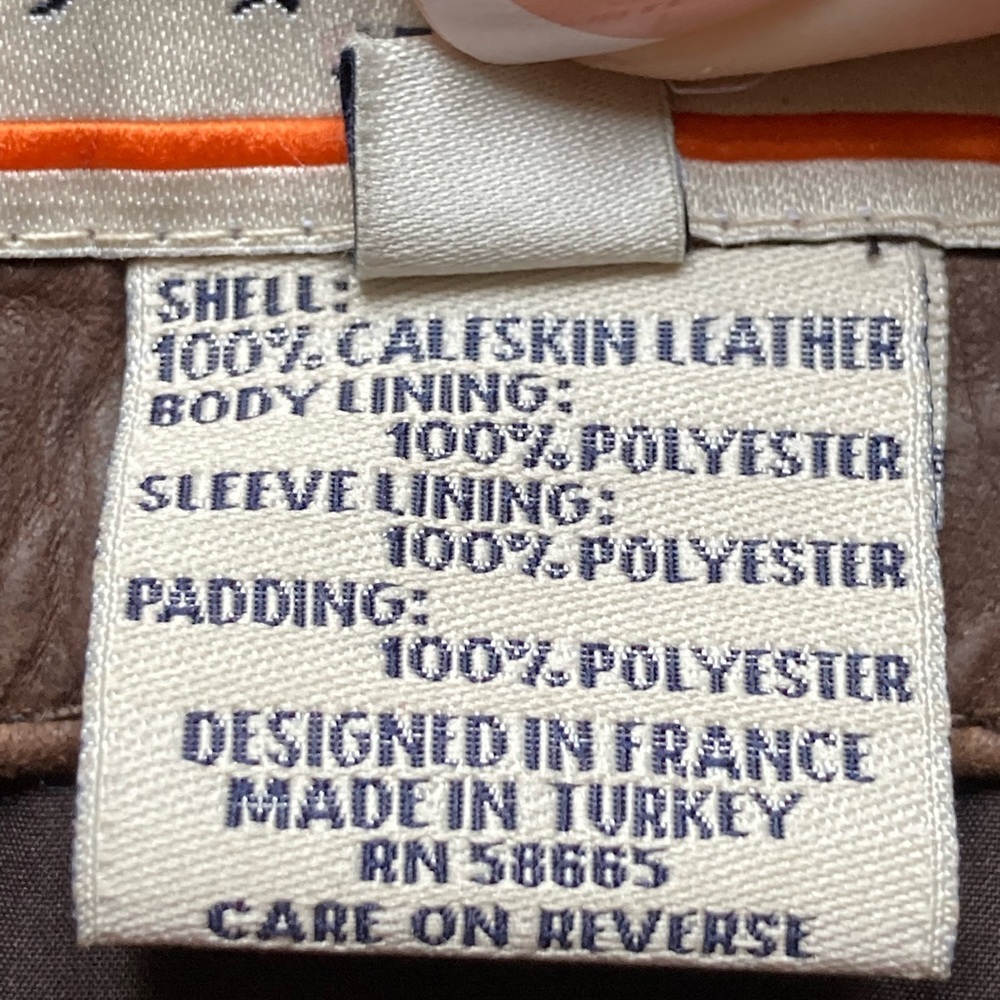 SHELL:
100% CALFSKIN LEATHER
BODY LINING:
100% POLYESTER
SLEEVE LINING:
100% POLYESTER
PADDING:
100% POLYESTER
DESIGNED IN FRANCE
MADE IN TURKEY
RN 58665
CARE ON REVERSE